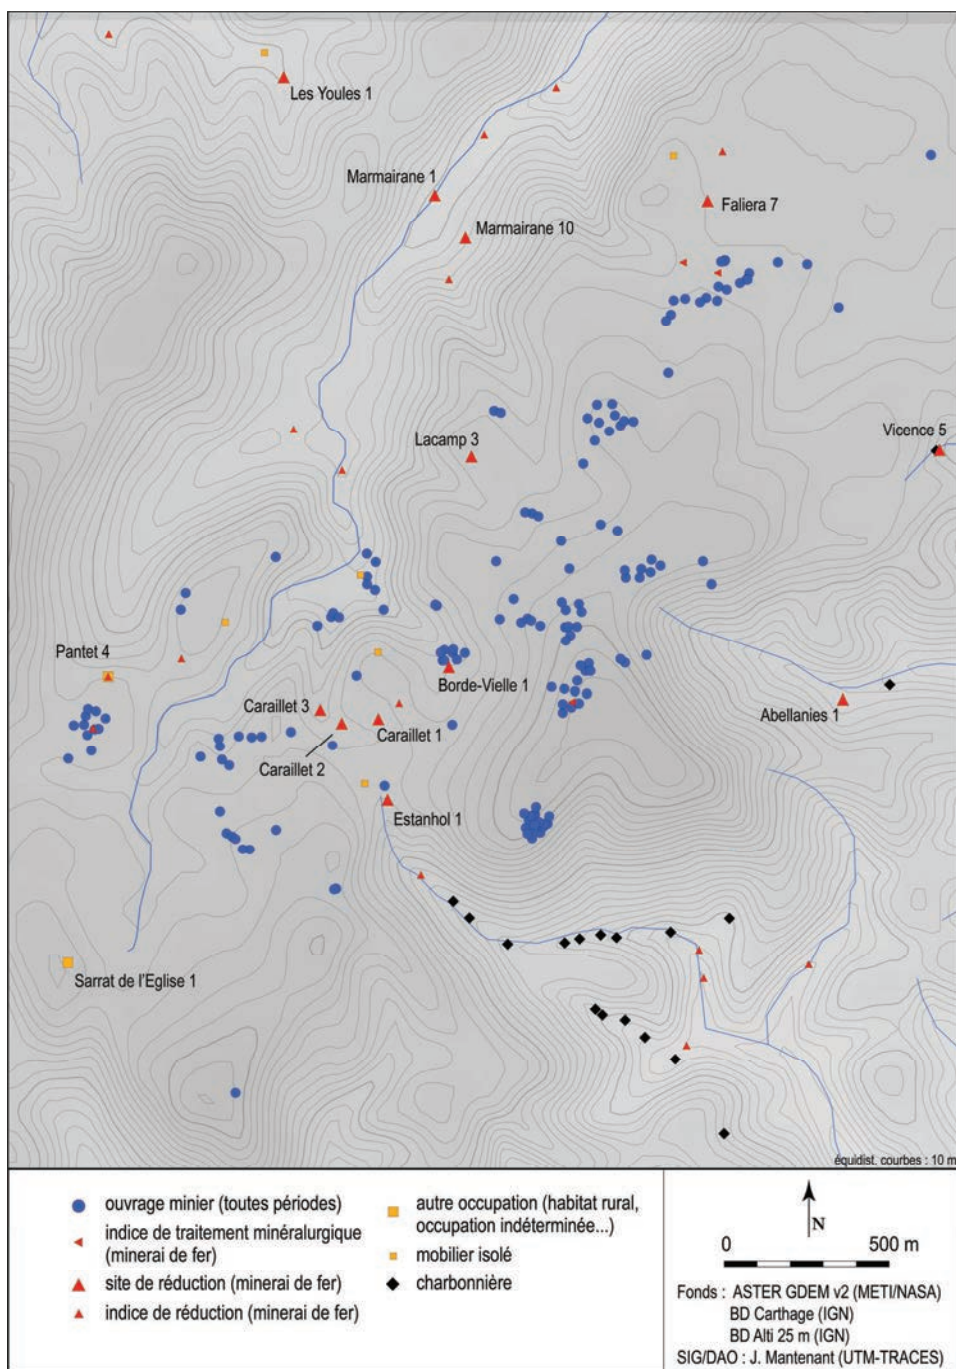 Les Youles 1
Marmairane 1
Faliera 7
Marmairane 10
Vicence 5
Lacamp 3
Pantet 4
Borde-Vielle 1
Caraillet 3
Abellanies 1
Caraillet 1
Caraillet 2
Estanhol 1
Sarrat de l'Eglise 1
équidist. courbes : 10 m
ouvrage minier (toutes périodes)
indice de traitement minéralurgique
(minerai de fer)
site de réduction (minerai de fer)
indice de réduction (minerai de fer)
autre occupation (habitat rural,
occupation indéterminée...)
mobilier isolé
charbonnière
N
0 500 m
Fonds : ASTER GDEM v2 (METI/NASA)
BD Carthage (IGN)
BD Alti 25 m (IGN)
SIG/DAO : J. Mantenant (UTM-TRACES)